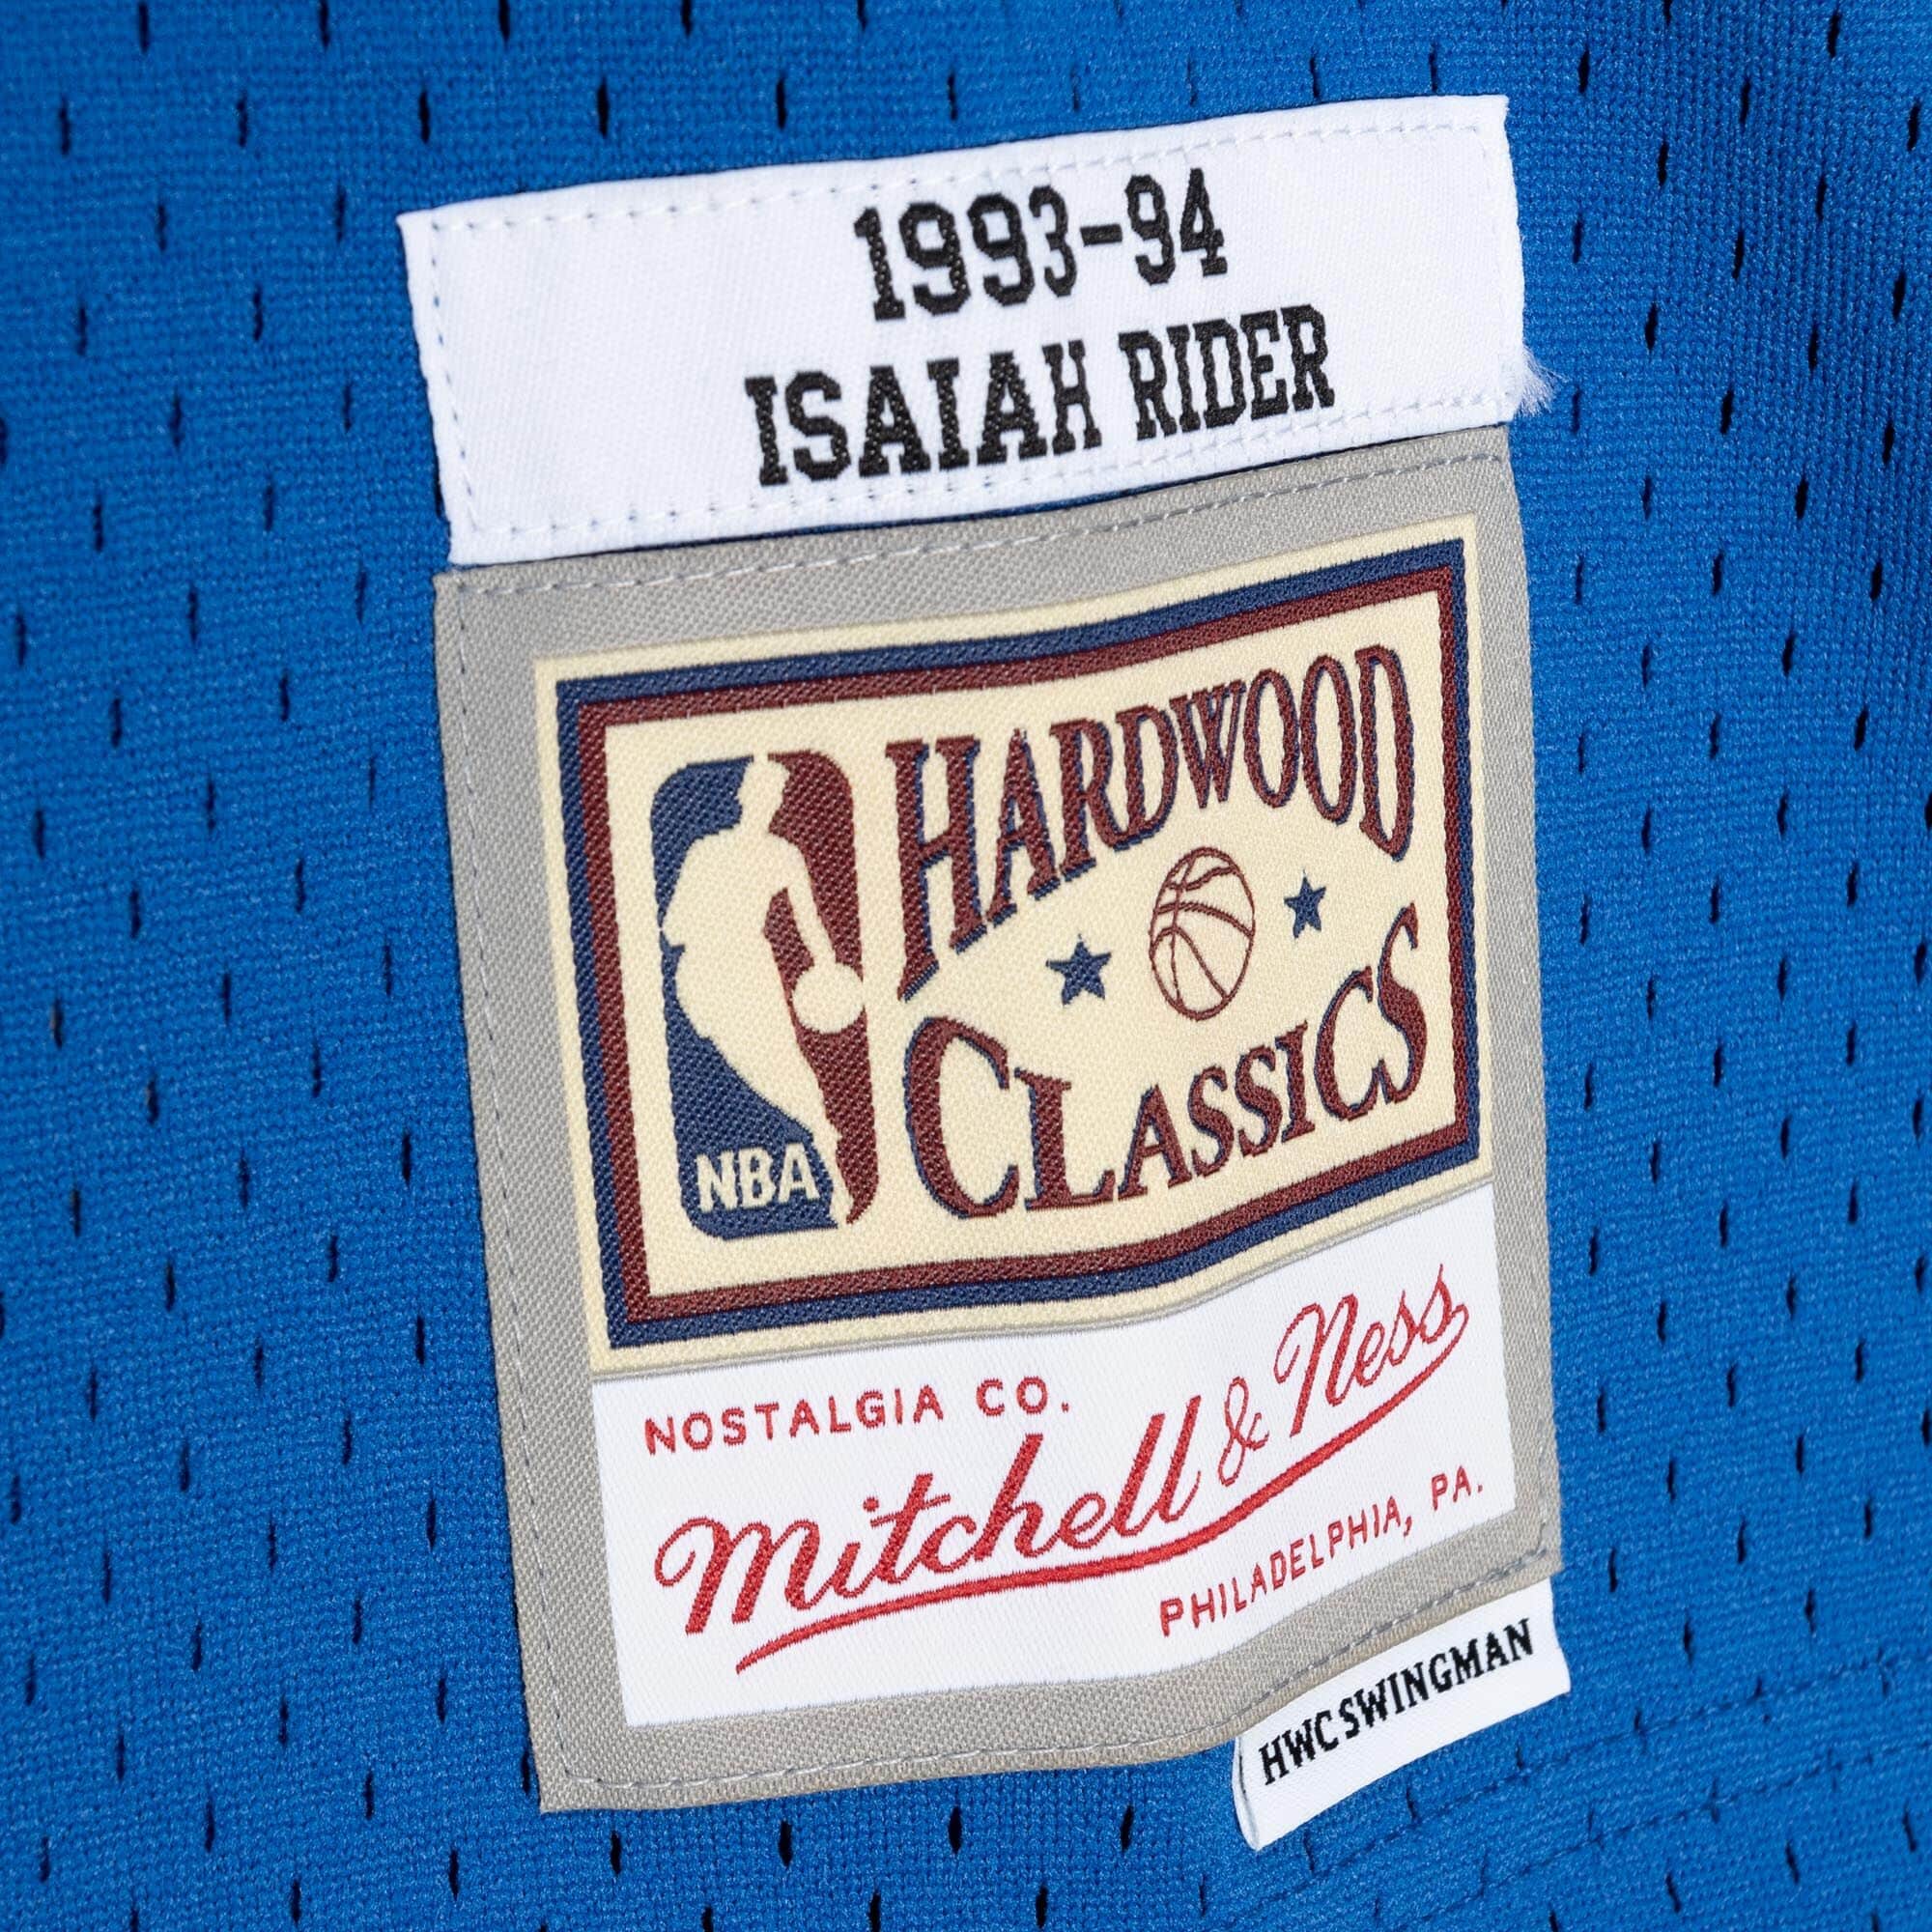 1993-94
ISAIAH RIDER
HARDWOOD
CLASSICS
NBA
NOSTALGIA CO.
Mitchell & Ness
PHILADELPHIA, PA.
HWC SWINGMAN